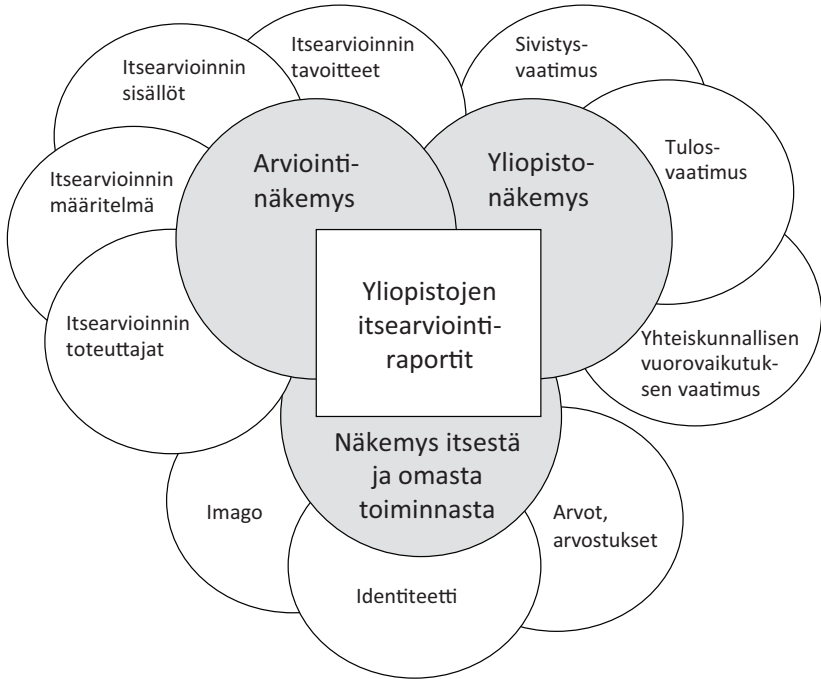 Itsearvioinnin
tavoitteet
Sivistys-
vaatimus
Itsearvioinnin
sisällöt
Tulos-
vaatimus
Arviointi-
näkemys
Yliopisto-
näkemys
Itsearvioinnin
määritelmä
Yliopistojen
itsearviointi-
raportit
Itsearvioinnin
toteuttajat
Yhteiskunnallisen
vuorovaikutuk-
sen vaatimus
Näkemys itsestä
ja omasta
toiminnasta
Imago
Arvot,
arvostukset
Identiteetti